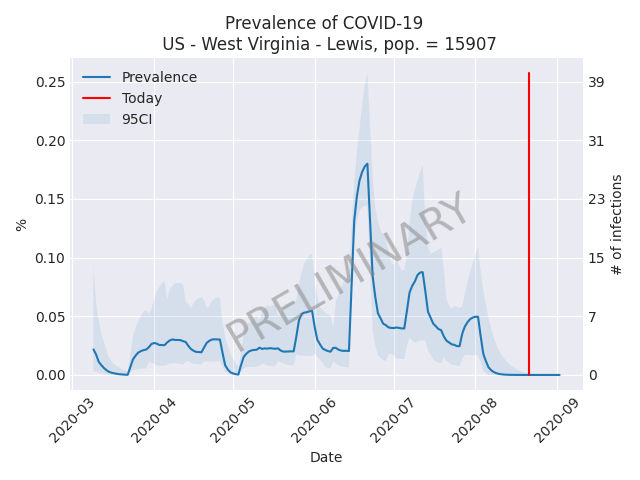 Prevalence of COVID-19
US - West Virginia - Lewis, pop. = 15907
Prevalence
Today
95CI
PRELIMINARY
%
0.25
0.20
0.15
0.10
0.05
0.00
39
31
23
15
7
0
# of infections
2020-03
2020-04
2020-05
2020-06
2020-07
2020-08
2020-09
Date